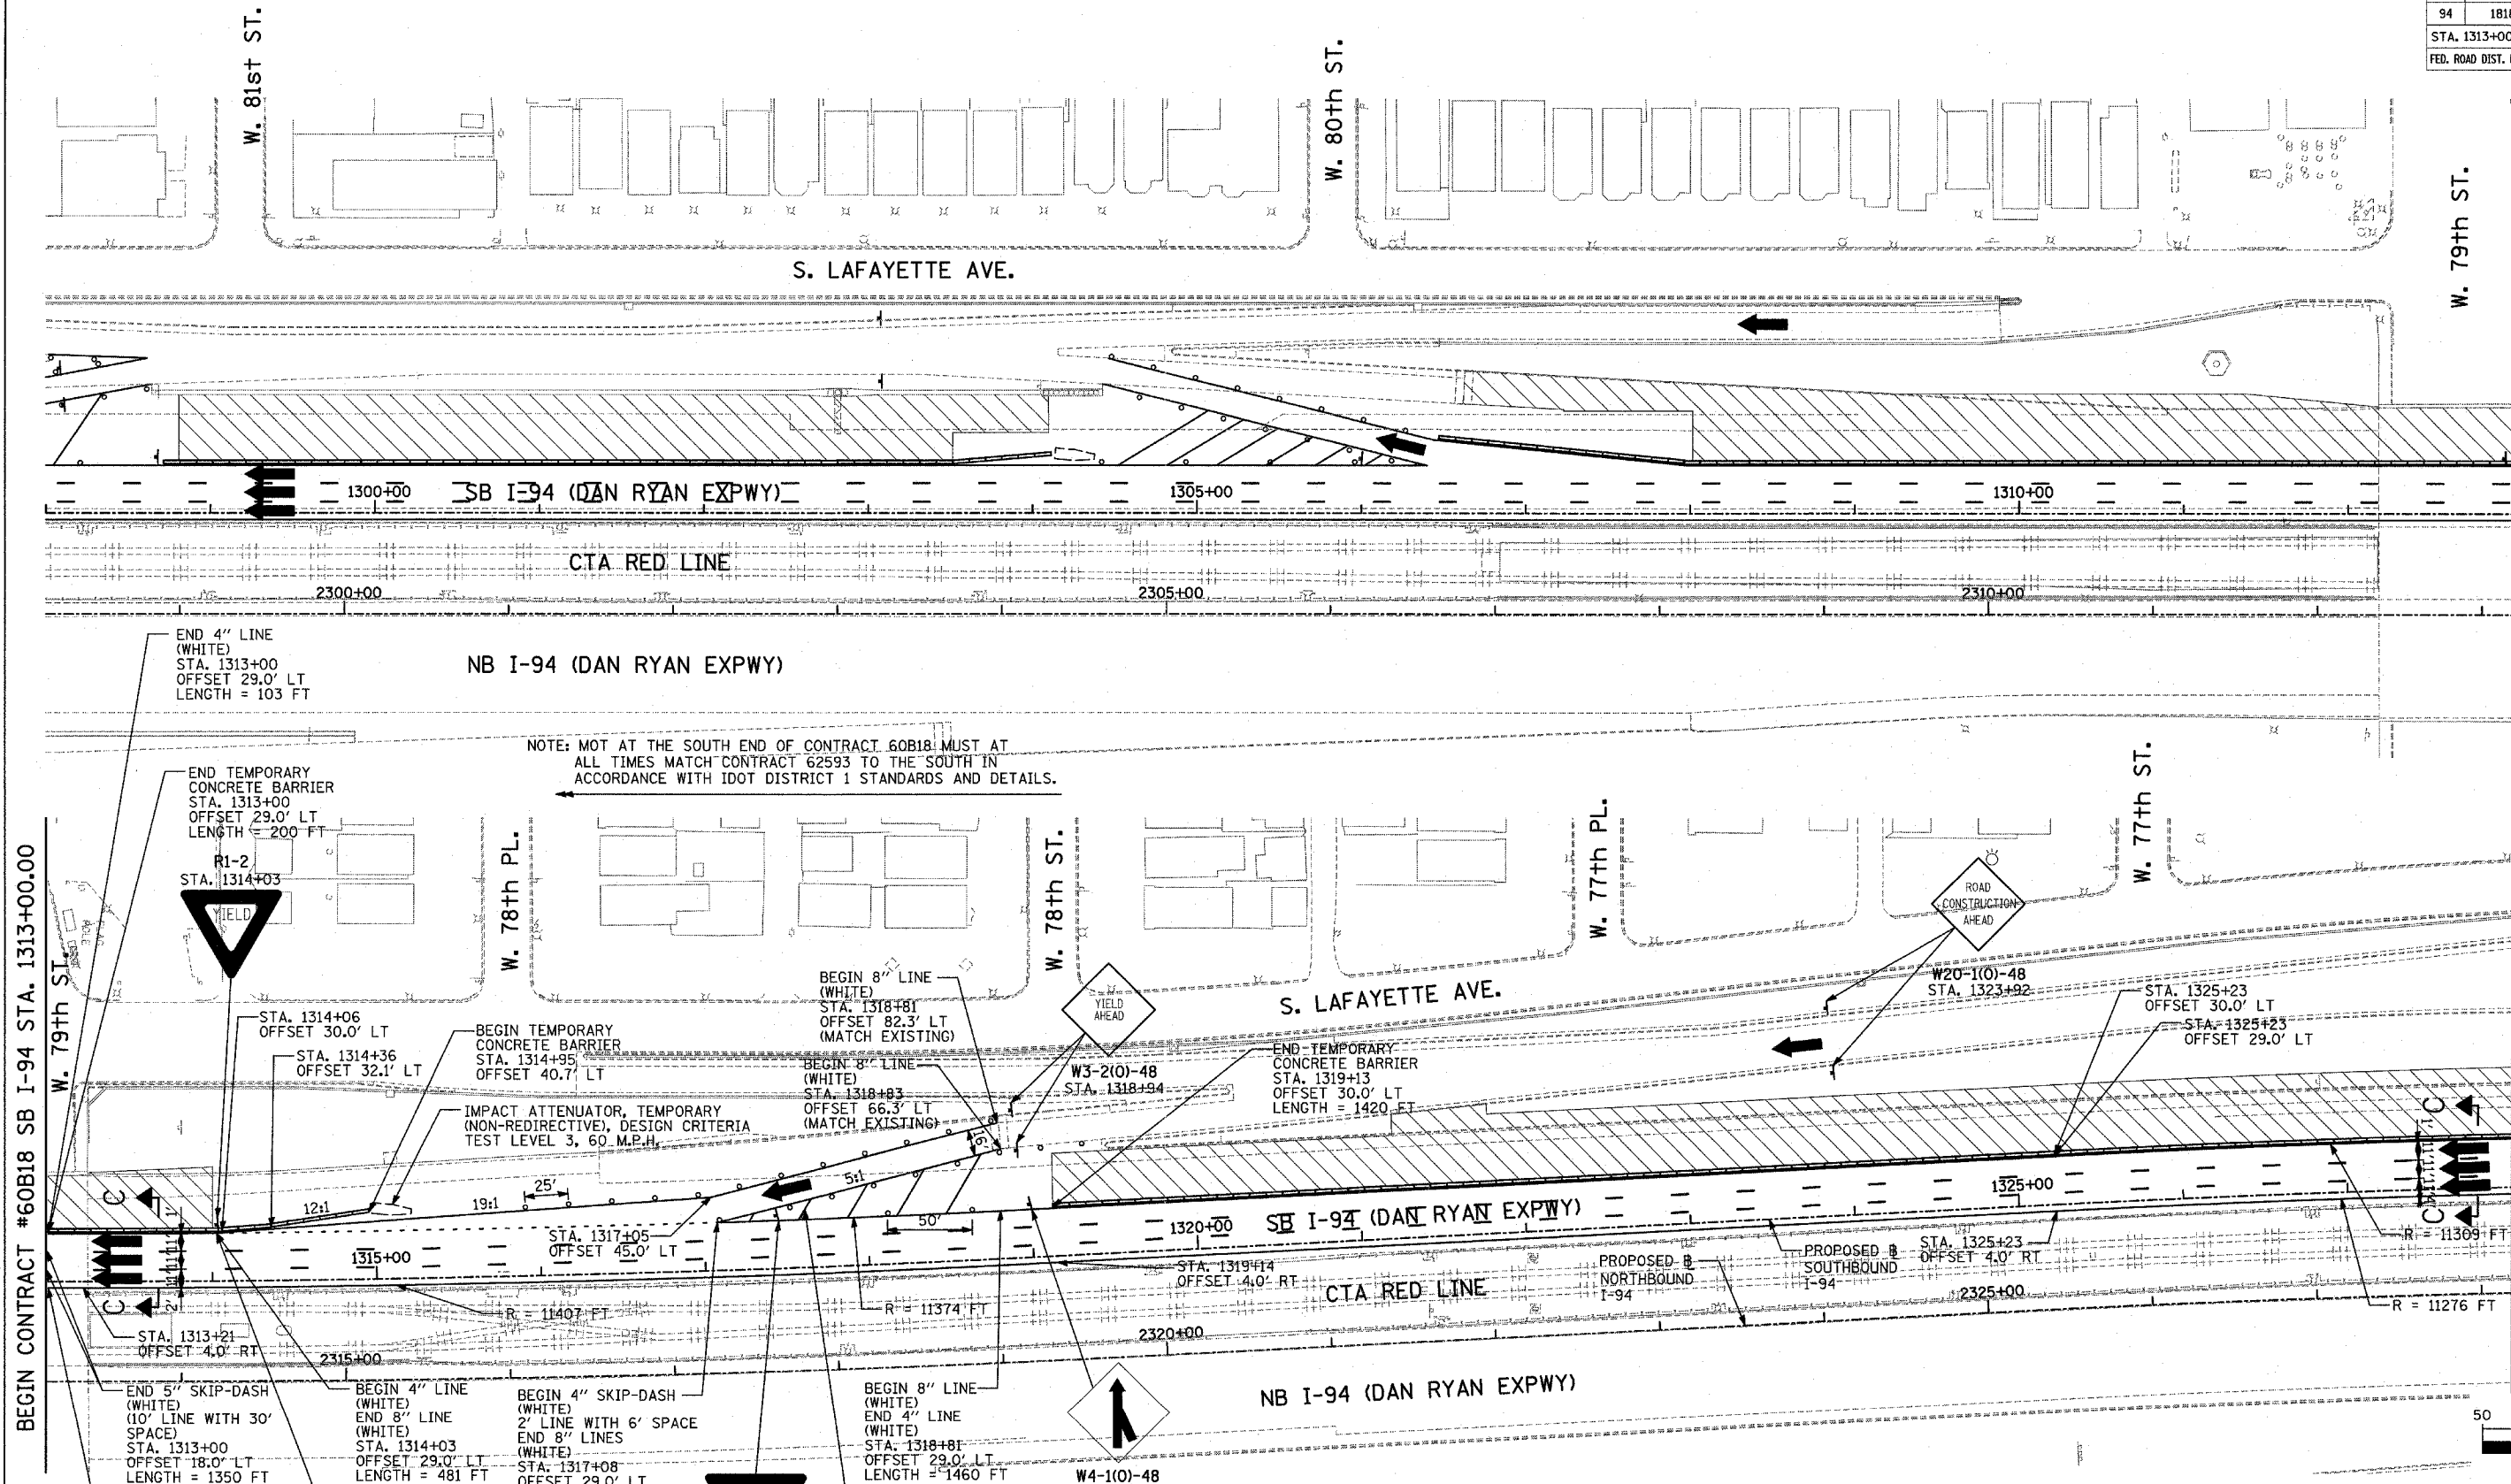 94 181
STA. 1313+00
FED. ROAD DIST.
W. 81st ST.
W. 80th ST.
W. 79th ST.
S. LAFAYETTE AVE.
1300+00
SB I-94 (DAN RYAN EXPWY)
1305+00
1310+00
CTA RED LINE
2300+00
2305+00
2310+00
END 4" LINE
(WHITE)
STA. 1313+00
OFFSET 29.0' LT
LENGTH = 103 FT
NB I-94 (DAN RYAN EXPWY)
NOTE: MOT AT THE SOUTH END OF CONTRACT 60B18 MUST AT
ALL TIMES MATCH CONTRACT 62593 TO THE SOUTH IN
ACCORDANCE WITH IDOT DISTRICT 1 STANDARDS AND DETAILS.
END TEMPORARY
CONCRETE BARRIER
STA. 1313+00
OFFSET 29.0' LT
LENGTH = 200 FT
R1-2
STA. 1314+03
YIELD
BEGIN CONTRACT #60B18 SB I-94 STA. 1313+00.00
W. 79th ST.
W. 78th PL.
W. 78th ST.
W. 77th PL.
W. 77th ST.
ROAD
CONSTRUCTION
AHEAD
W20-1(O)-48
STA. 1323+92
YIELD
AHEAD
W3-2(O)-48
STA. 1318+94
S. LAFAYETTE AVE.
STA. 1314+06
OFFSET 30.0' LT
STA. 1314+36
OFFSET 32.1' LT
BEGIN TEMPORARY
CONCRETE BARRIER
STA. 1314+95
OFFSET 40.7' LT
IMPACT ATTENUATOR, TEMPORARY
(NON-REDIRECTIVE), DESIGN CRITERIA
TEST LEVEL 3, 60 M.P.H.
BEGIN 8" LINE
(WHITE)
STA. 1318+81
OFFSET 82.3' LT
(MATCH EXISTING)
BEGIN 8" LINE
(WHITE)
STA. 1318+83
OFFSET 66.3' LT
(MATCH EXISTING)
END TEMPORARY
CONCRETE BARRIER
STA. 1319+13
OFFSET 30.0' LT
LENGTH = 1420 FT
STA. 1325+23
OFFSET 30.0' LT
STA. 1325+23
OFFSET 29.0' LT
16'
C
C
12:1
19:1
25'
5:1
50'
STA. 1317+05
OFFSET 45.0' LT
1315+00
1320+00
SB I-94 (DAN RYAN EXPWY)
1325+00
C
C
STA. 1319+14
OFFSET 4.0' RT
PROPOSED ℄
NORTHBOUND
I-94
PROPOSED ℄
SOUTHBOUND
I-94
STA. 1325+23
OFFSET 4.0' RT
R = 11309 FT
R = 11276 FT
CTA RED LINE
R = 11407 FT
R = 11374 FT
STA. 1313+21
OFFSET 4.0' RT
2315+00
2320+00
2325+00
END 5" SKIP-DASH
(WHITE)
(10' LINE WITH 30'
SPACE)
STA. 1313+00
OFFSET 18.0' LT
LENGTH = 1350 FT
BEGIN 4" LINE
(WHITE)
END 8" LINE
(WHITE)
STA. 1314+03
OFFSET 29.0' LT
LENGTH = 481 FT
BEGIN 4" SKIP-DASH
(WHITE)
2' LINE WITH 6' SPACE
END 8" LINES
(WHITE)
STA. 1317+08
OFFSET 29.0' LT
BEGIN 8" LINE
(WHITE)
END 4" LINE
(WHITE)
STA. 1318+81
OFFSET 29.0' LT
LENGTH = 1460 FT
W4-1(O)-48
NB I-94 (DAN RYAN EXPWY)
50